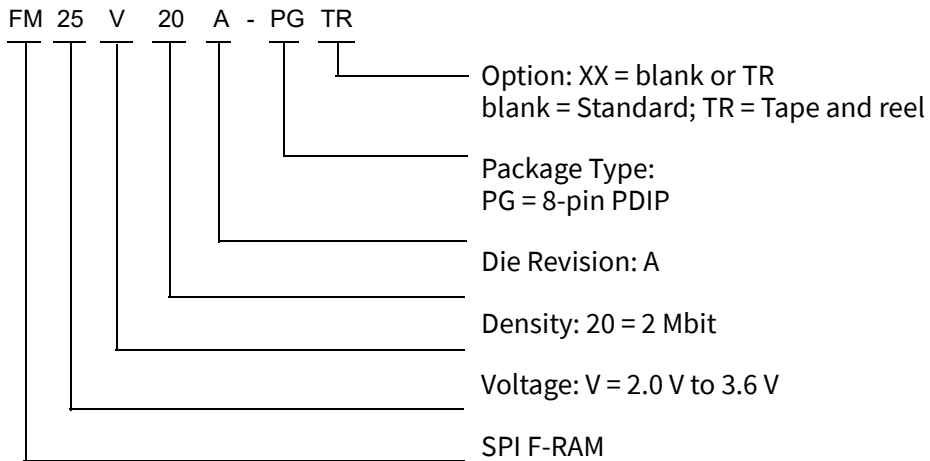 FM 25 V 20 A - PG TR
Option: XX = blank or TR
blank = Standard; TR = Tape and reel
Package Type:
PG = 8-pin PDIP
Die Revision: A
Density: 20 = 2 Mbit
Voltage: V = 2.0 V to 3.6 V
SPI F-RAM